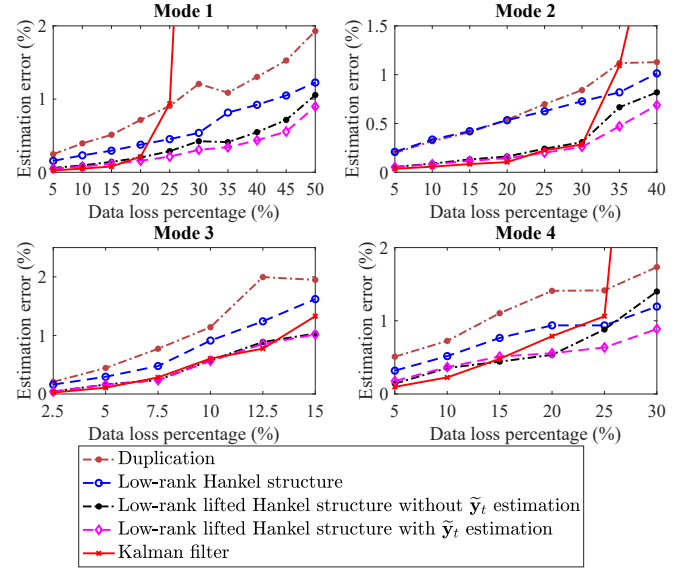 Mode 1
Mode 2
Estimation error (%)
2
1
0
5 10 15 20 25 30 35 40 45 50
Data loss percentage (%)
Estimation error (%)
1.5
1
0.5
0
5 10 15 20 25 30 35 40
Data loss percentage (%)
Mode 3
Mode 4
Estimation error (%)
2
1
0
2.5 5 7.5 10 12.5 15
Data loss percentage (%)
Estimation error (%)
2
1
0
5 10 15 20 25 30
Data loss percentage (%)
Duplication
Low-rank Hankel structure
Low-rank lifted Hankel structure without ỹₜ estimation
Low-rank lifted Hankel structure with ỹₜ estimation
Kalman filter